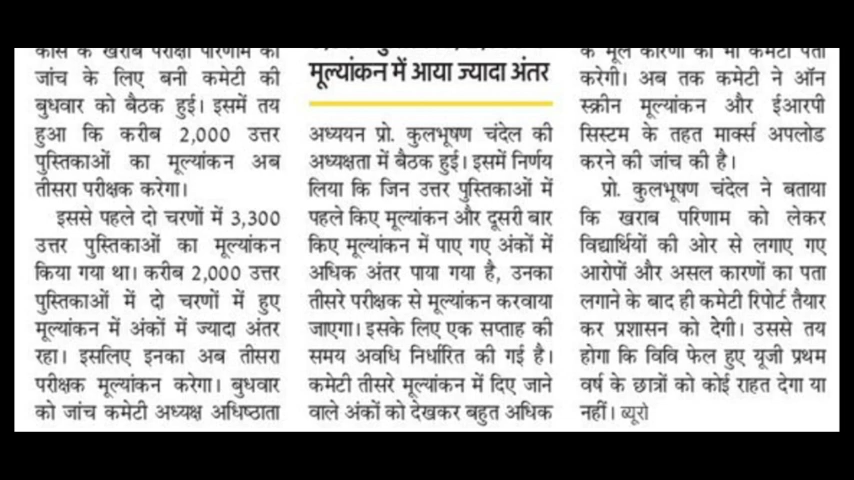 जांच के लिए बनी कमेटी की
बुधवार को बैठक हुई। इसमें तय
हुआ कि करीब 2,000 उत्तर
पुस्तिकाओं का मूल्यांकन अब
तीसरा परीक्षक करेगा।
इससे पहले दो चरणों में 3,300
उत्तर पुस्तिकाओं का मूल्यांकन
किया गया था। करीब 2,000 उत्तर
पुस्तिकाओं में दो चरणों में हुए
मूल्यांकन में अंकों में ज्यादा अंतर
रहा। इसलिए इनका अब तीसरा
परीक्षक मूल्यांकन करेगा। बुधवार
को जांच कमेटी अध्यक्ष अधिष्ठाता
मूल्यांकन में आया ज्यादा अंतर
अध्ययन प्रो. कुलभूषण चंदेल की
अध्यक्षता में बैठक हुई। इसमें निर्णय
लिया कि जिन उत्तर पुस्तिकाओं में
पहले किए मूल्यांकन और दूसरी बार
किए मूल्यांकन में पाए गए अंकों में
अधिक अंतर पाया गया है, उनका
तीसरे परीक्षक से मूल्यांकन करवाया
जाएगा। इसके लिए एक सप्ताह की
समय अवधि निर्धारित की गई है।
कमेटी तीसरे मूल्यांकन में दिए जाने
वाले अंकों को देखकर बहुत अधिक
के मूल कारणों का भी कमेटी पता
करेगी। अब तक कमेटी ने ऑन
स्क्रीन मूल्यांकन और ईआरपी
सिस्टम के तहत मार्क्स अपलोड
करने की जांच की है।
प्रो. कुलभूषण चंदेल ने बताया
कि खराब परिणाम को लेकर
विद्यार्थियों की ओर से लगाए गए
आरोपों और असल कारणों का पता
लगाने के बाद ही कमेटी रिपोर्ट तैयार
कर प्रशासन को देगी। उससे तय
होगा कि विवि फेल हुए यूजी प्रथम
वर्ष के छात्रों को कोई राहत देगा या
नहीं। ब्यूरो